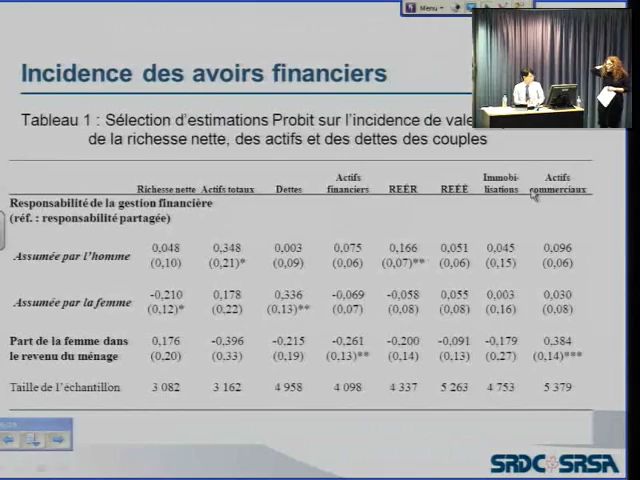 Menu
Incidence des avoirs financiers
Tableau 1 : Sélection d'estimations Probit sur l'incidence de
de la richesse nette, des actifs et des dettes des couples
Richesse nette Actifs totaux Dettes Actifs financiers REÉR REÉÉ Immobi-lisations Actifs commerciaux
Responsabilité de la gestion financière
(réf. : responsabilité partagée)
Assumée par l'homme 0,048 0,348 0,003 0,075 0,166 0,051 0,045 0,096
(0,10) (0,21)* (0,09) (0,06) (0,07)** (0,06) (0,15) (0,06)
Assumée par la femme -0,210 0,178 0,336 -0,069 -0,058 0,055 0,003 0,030
(0,12)* (0,22) (0,13)** (0,07) (0,08) (0,08) (0,16) (0,08)
Part de la femme dans 0,176 -0,396 -0,215 -0,261 -0,200 -0,091 -0,179 0,384
le revenu du ménage (0,20) (0,33) (0,19) (0,13)** (0,14) (0,13) (0,27) (0,14)***
Taille de l'échantillon 3 082 3 162 4 958 4 098 4 337 5 263 4 753 5 379
SRDC SRSA